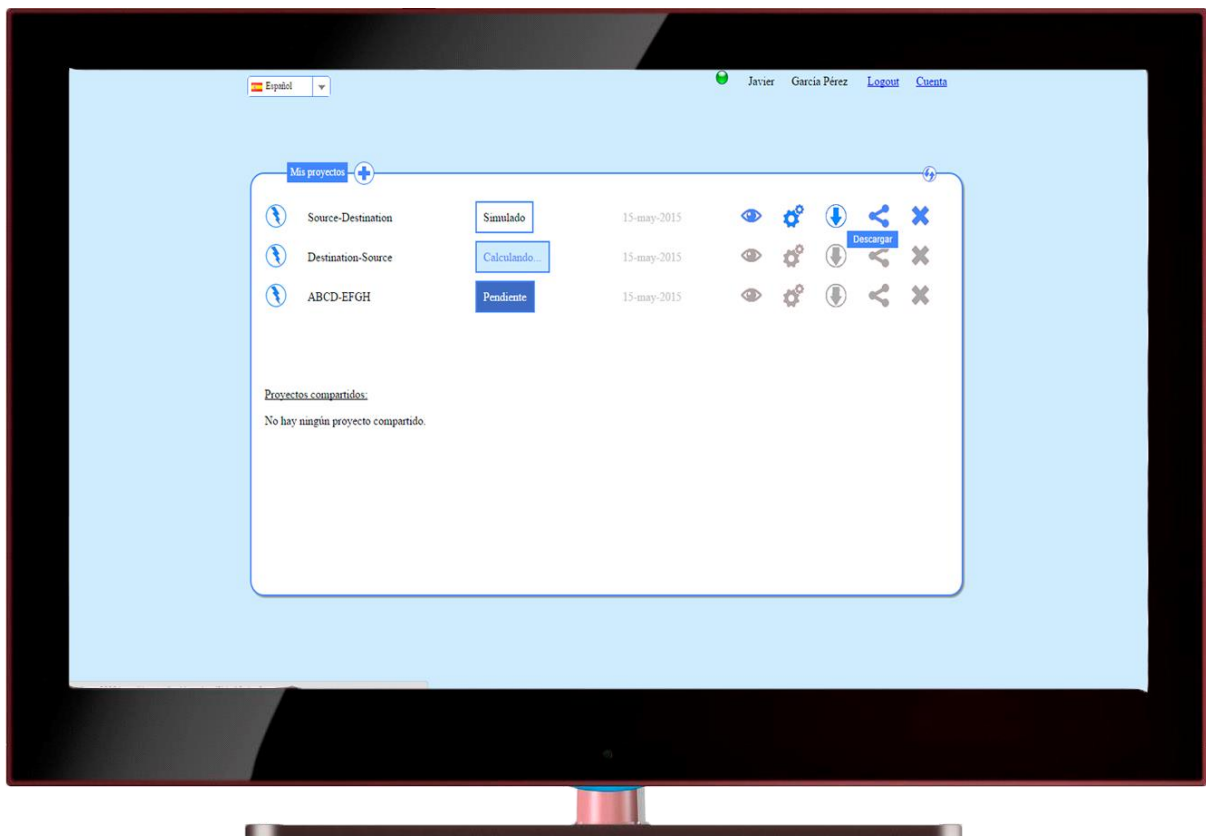 Español
Javier García Pérez Logout Cuenta
Mis proyectos
Source-Destination Simulado 15-may-2015
Descargar
Destination-Source Calculando... 15-may-2015
ABCD-EFGH Pendiente 15-may-2015
Proyectos compartidos:
No hay ningún proyecto compartido.